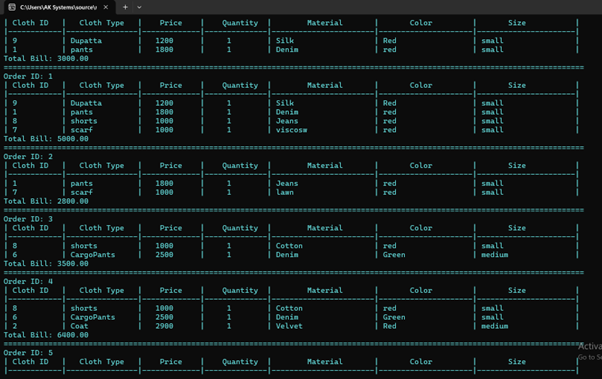 C:\Users\AK Systems\source\r
| Cloth ID | Cloth Type | Price | Quantity | Material | Color | Size |
|------------|----------------|------------|------------|----------------------|---------------------|---------------------|
| 9 | Dupatta | 1200 | 1 | Silk | Red | small |
| 1 | pants | 1800 | 1 | Denim | red | small |
Total Bill: 3000.00
================================================================
Order ID: 1
| Cloth ID | Cloth Type | Price | Quantity | Material | Color | Size |
|------------|----------------|------------|------------|----------------------|---------------------|---------------------|
| 9 | Dupatta | 1200 | 1 | Silk | Red | small |
| 1 | pants | 1800 | 1 | Denim | red | small |
| 8 | shorts | 1000 | 1 | Jeans | red | small |
| 7 | scarf | 1000 | 1 | viscosw | red | small |
Total Bill: 5000.00
================================================================
Order ID: 2
| Cloth ID | Cloth Type | Price | Quantity | Material | Color | Size |
|------------|----------------|------------|------------|----------------------|---------------------|---------------------|
| 1 | pants | 1800 | 1 | Jeans | red | small |
| 7 | scarf | 1000 | 1 | lawn | red | small |
Total Bill: 2800.00
================================================================
Order ID: 3
| Cloth ID | Cloth Type | Price | Quantity | Material | Color | Size |
|------------|----------------|------------|------------|----------------------|---------------------|---------------------|
| 8 | shorts | 1000 | 1 | Cotton | red | small |
| 6 | CargoPants | 2500 | 1 | Denim | Green | medium |
Total Bill: 3500.00
================================================================
Order ID: 4
| Cloth ID | Cloth Type | Price | Quantity | Material | Color | Size |
|------------|----------------|------------|------------|----------------------|---------------------|---------------------|
| 8 | shorts | 1000 | 1 | Cotton | red | small |
| 6 | CargoPants | 2500 | 1 | Denim | Green | small |
| 2 | Coat | 2900 | 1 | Velvet | Red | medium |
Total Bill: 6400.00
Activa
================================================================
Go to Se
Order ID: 5
| Cloth ID | Cloth Type | Price | Quantity | Material | Color | Size |
|------------|----------------|------------|------------|----------------------|---------------------|---------------------|